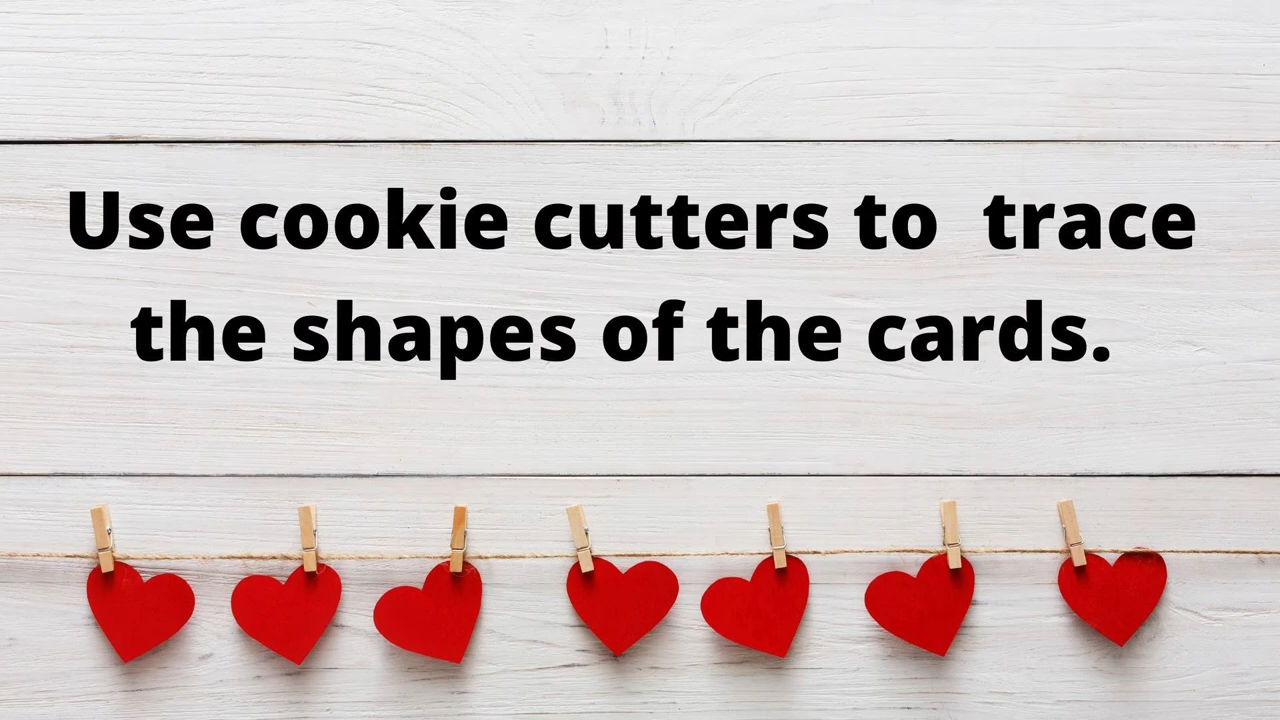 Use cookie cutters to  trace
the shapes of the cards.